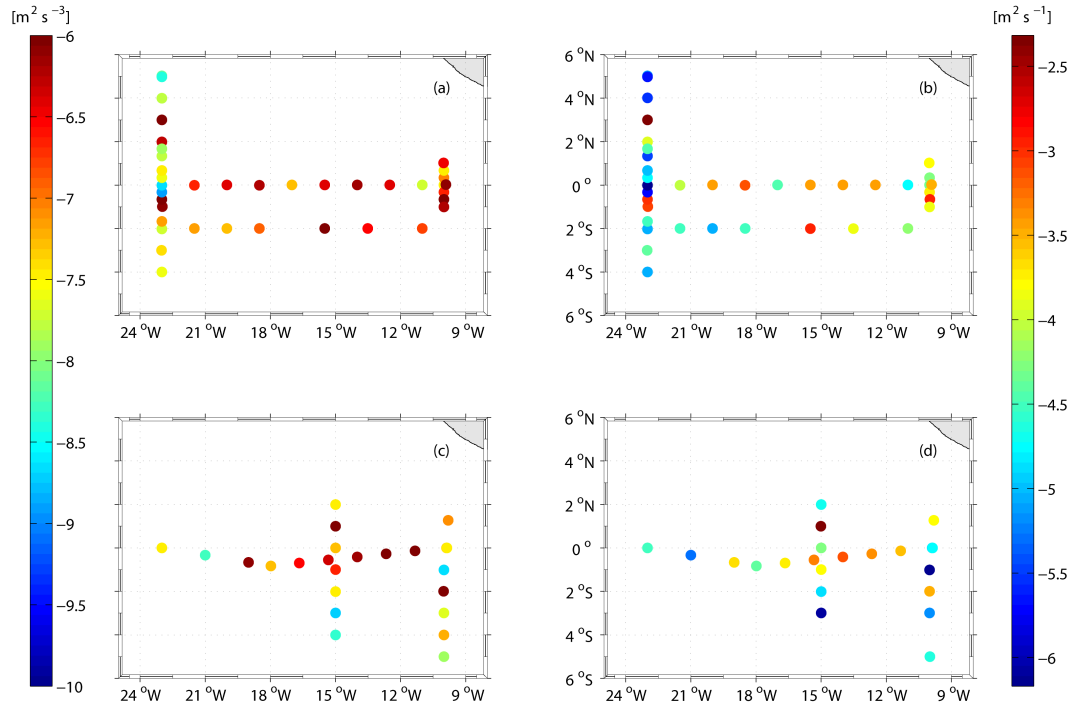 [m² s⁻³]
−6
−6.5
−7
−7.5
−8
−8.5
−9
−9.5
−10
(a)
24 °W 21 °W 18 °W 15 °W 12 °W 9 °W
[m² s⁻¹]
−2.5
−3
−3.5
−4
−4.5
−5
−5.5
−6
6 °N
4 °N
2 °N
0 °
2 °S
4 °S
6 °S
(b)
24 °W 21 °W 18 °W 15 °W 12 °W 9 °W
(c)
24 °W 21 °W 18 °W 15 °W 12 °W 9 °W
6 °N
4 °N
2 °N
0 °
2 °S
4 °S
6 °S
(d)
24 °W 21 °W 18 °W 15 °W 12 °W 9 °W